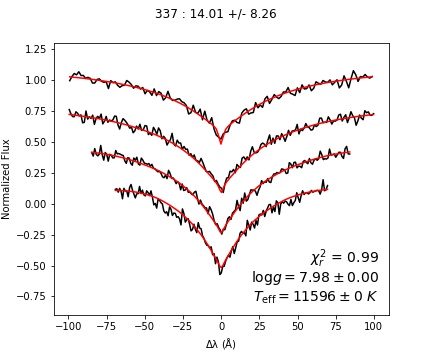 337 : 14.01 +/- 8.26
1.25
1.00
0.75
0.50
0.25
0.00
−0.25
−0.50
−0.75
Normalized Flux
χ²ᵣ = 0.99
logg = 7.98 ± 0.00
T_eff = 11596 ± 0 K
−100 −75 −50 −25 0 25 50 75 100
Δλ (Å)